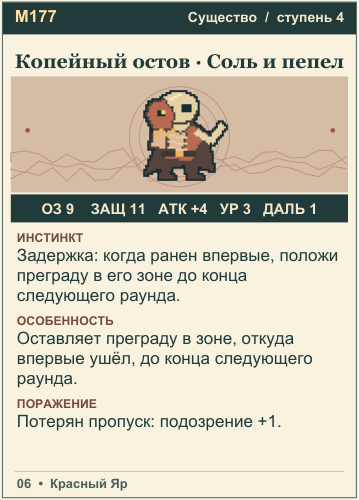 M177
Существо / ступень 4
Копейный остов · Соль и пепел
ОЗ 9 ЗАЩ 11 АТК +4 УР 3 ДАЛЬ 1
ИНСТИНКТ
Задержка: когда ранен впервые, положи
преграду в его зоне до конца
следующего раунда.
ОСОБЕННОСТЬ
Оставляет преграду в зоне, откуда
впервые ушёл, до конца следующего
раунда.
ПОРАЖЕНИЕ
Потерян пропуск: подозрение +1.
06 • Красный Яр